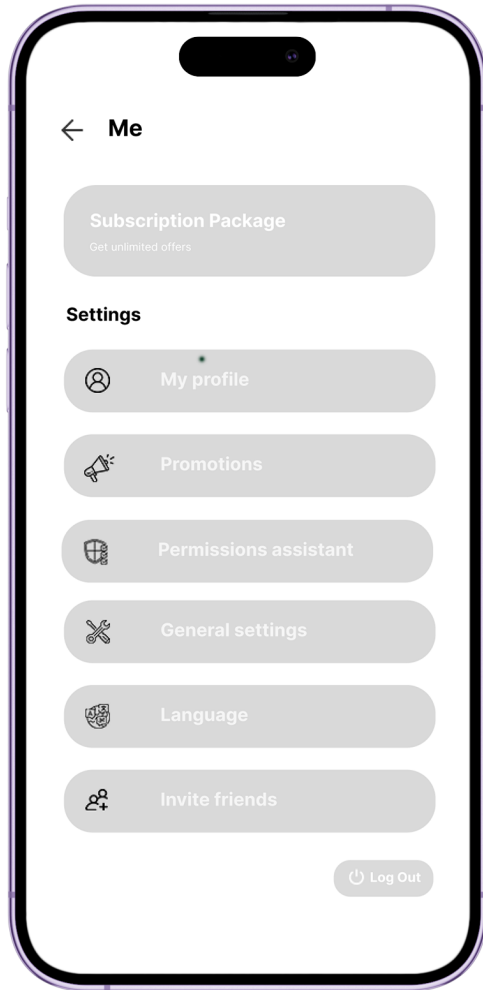 Me
Subscription Package
Get unlimited offers
Settings
My profile
Promotions
Permissions assistant
General settings
Language
Invite friends
Log Out